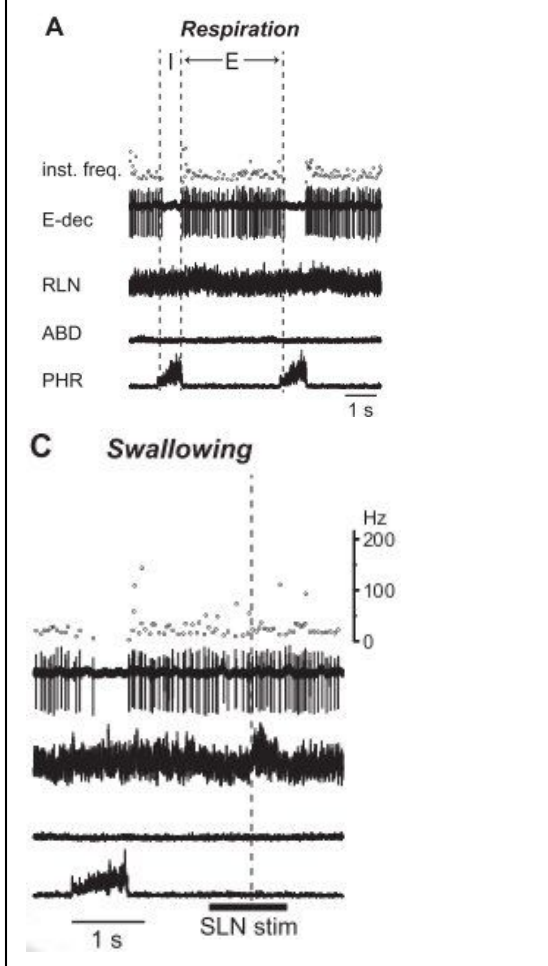 A
Respiration
I E
inst. freq.
E-dec
RLN
ABD
PHR
1 s
C
Swallowing
Hz
200
100
0
1 s
SLN stim